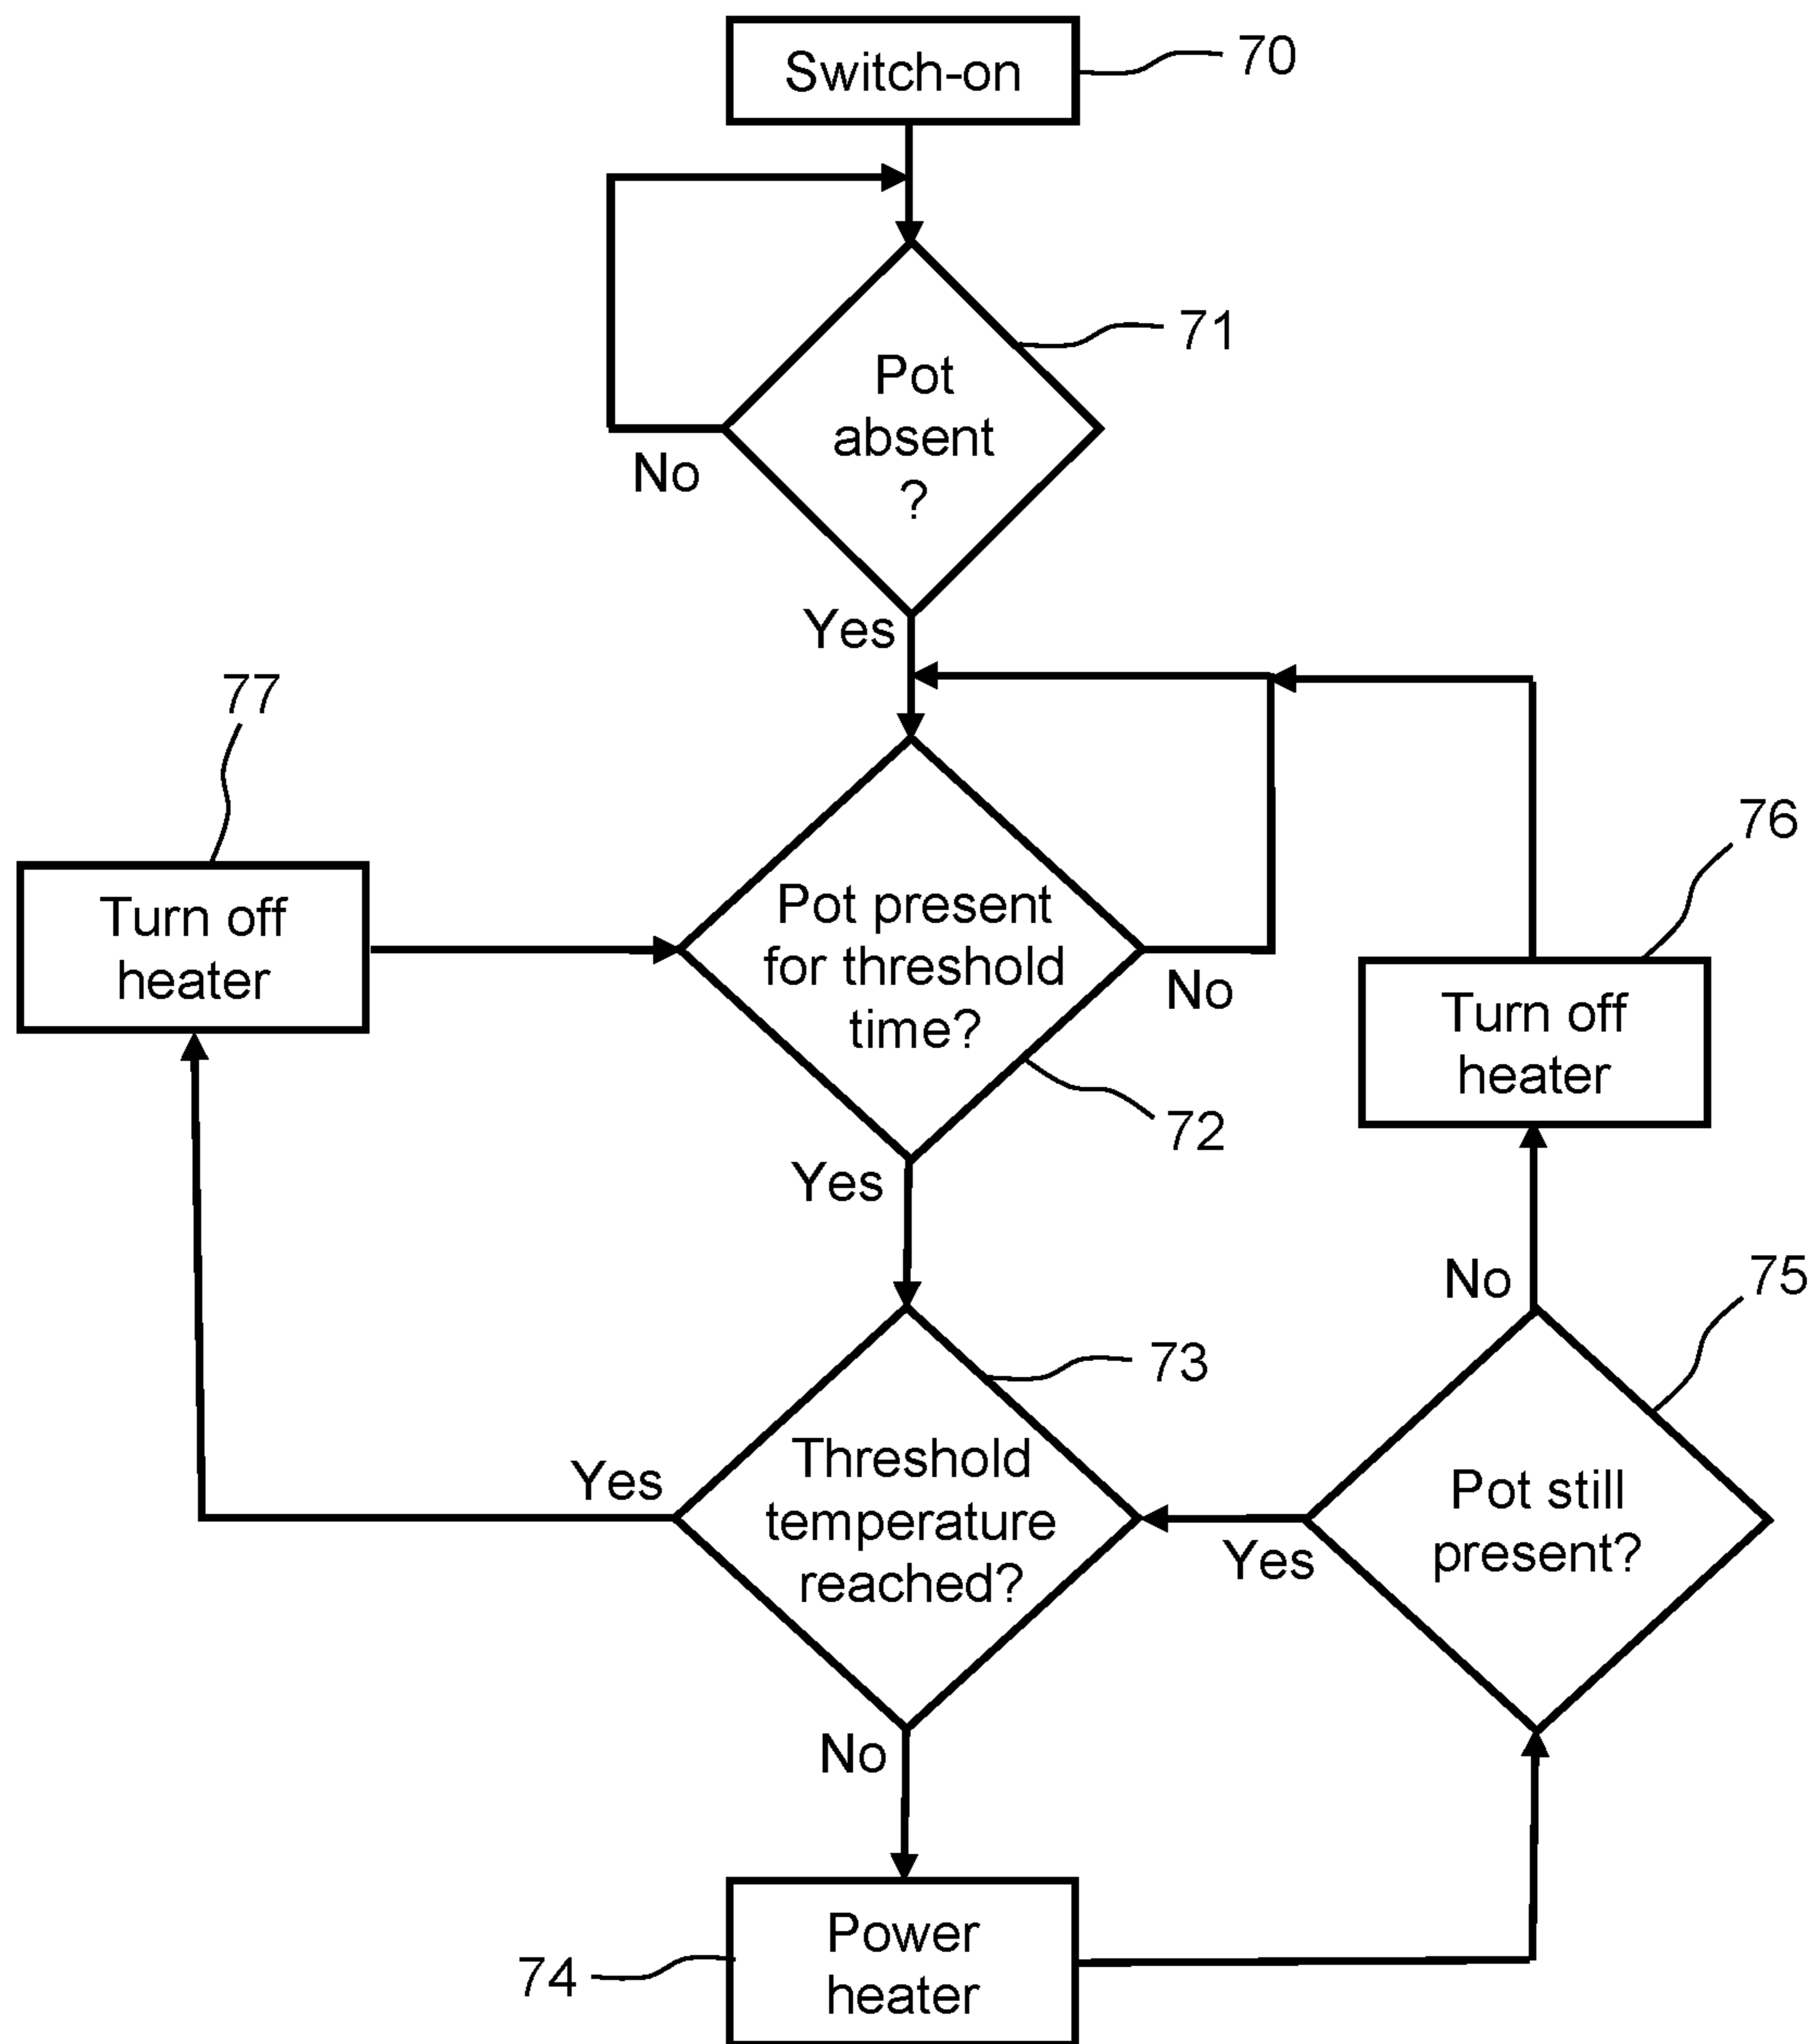 Switch-on
70
71
Pot
absent
?
No
Yes
77
76
Turn off
heater
Pot present
for threshold
time?
No
Turn off
heater
72
Yes
No
75
73
Threshold
temperature
reached?
Yes
Pot still
present?
Yes
No
Power
heater
74